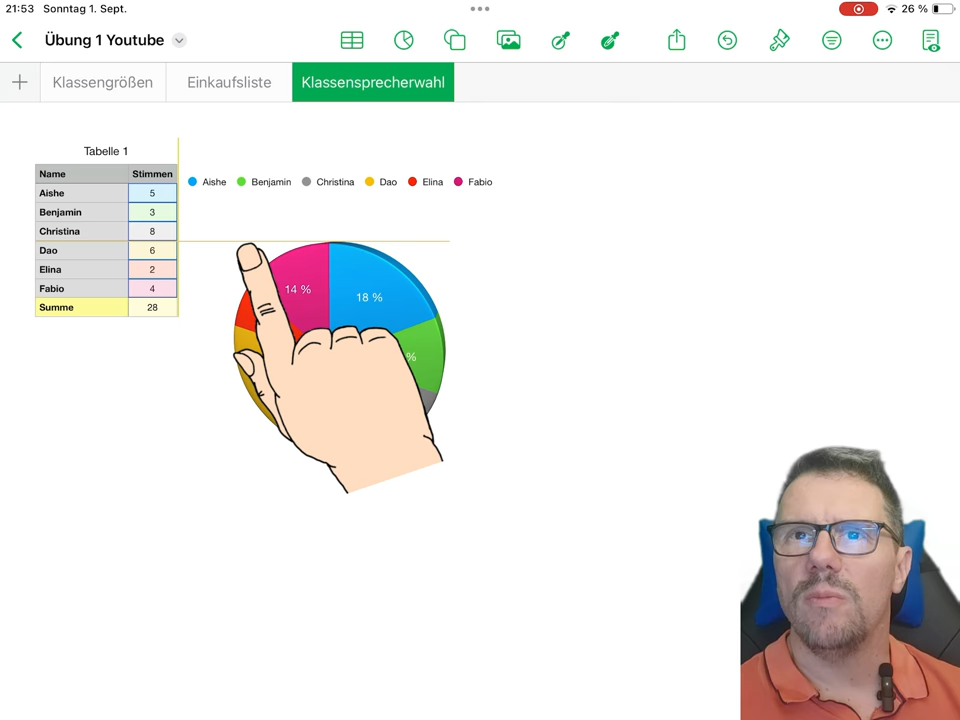 21:53 Sonntag 1. Sept.
26 %
Übung 1 Youtube
Klassengrößen
Einkaufsliste
Klassensprecherwahl
Tabelle 1
Name Stimmen
Aishe 5
Benjamin 3
Christina 8
Dao 6
Elina 2
Fabio 4
Summe 28
Aishe Benjamin Christina Dao Elina Fabio
14 %
18 %
%